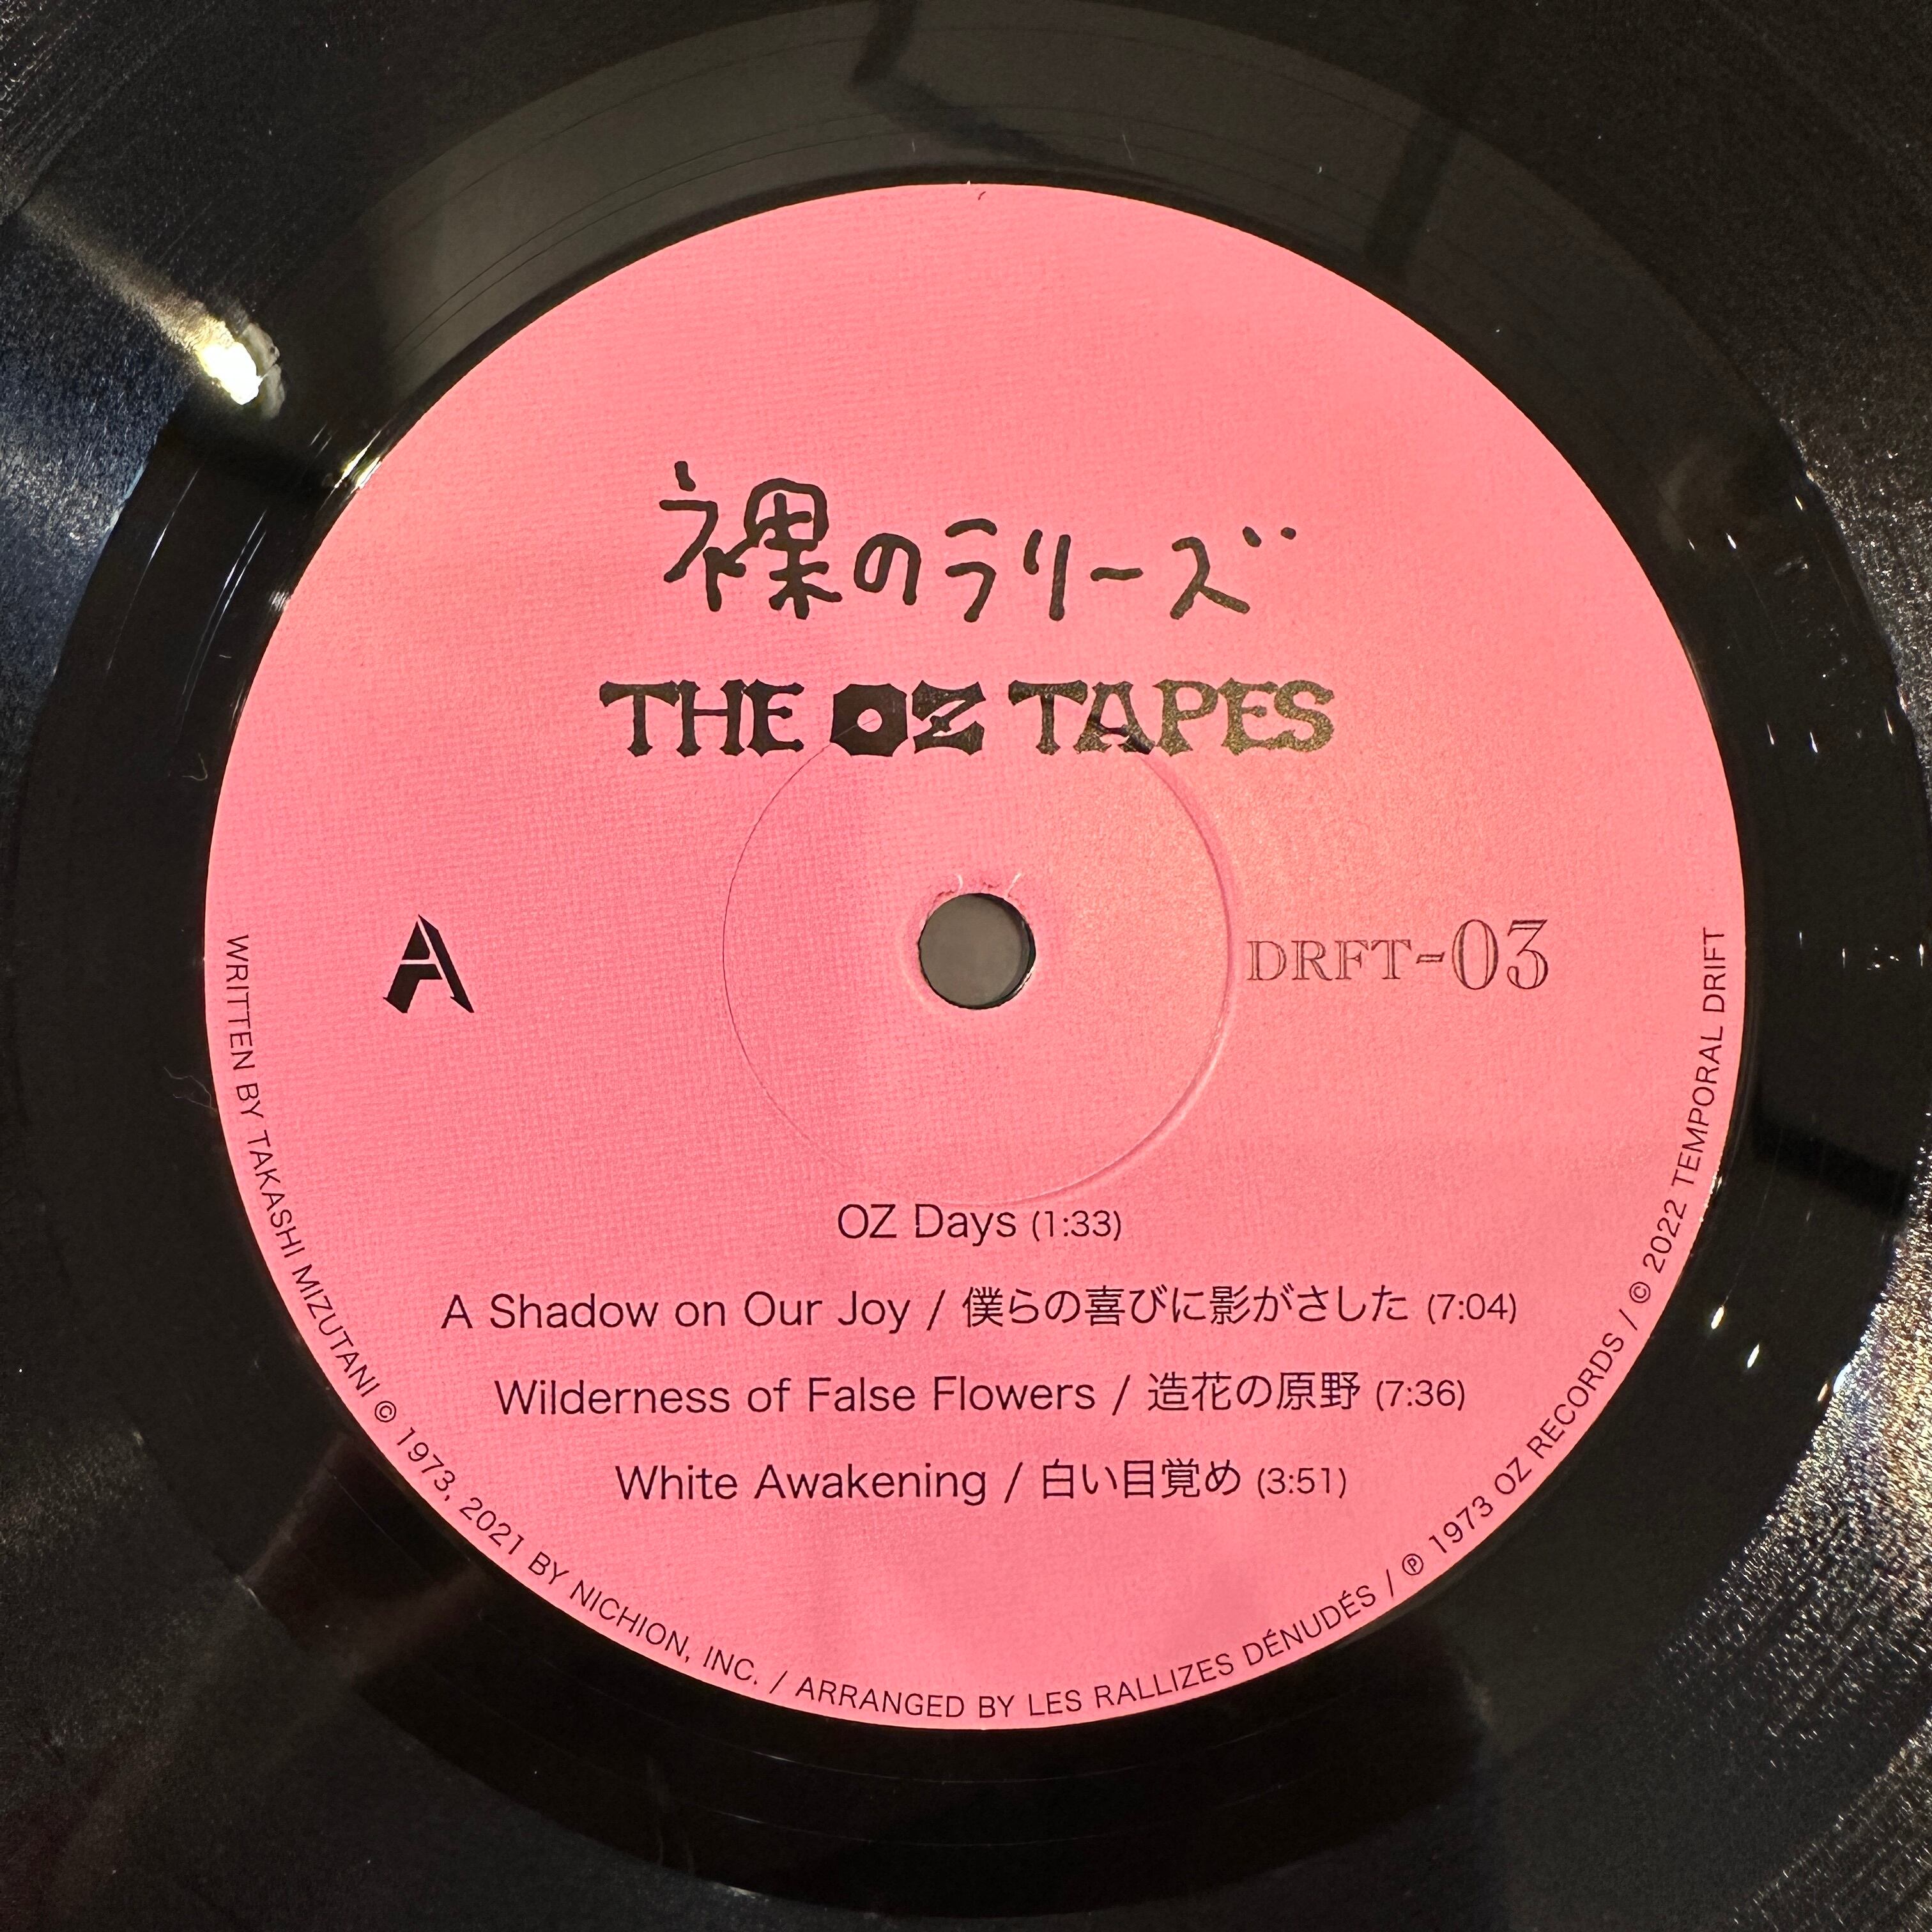 裸のラリーズ
THE OZ TAPES
A
DRFT-03
OZ Days (1:33)
A Shadow on Our Joy / 僕らの喜びに影がさした (7:04)
Wilderness of False Flowers / 造花の原野 (7:36)
White Awakening / 白い目覚め (3:51)
WRITTEN BY TAKASHI MIZUTANI © 1973, 2021 BY NICHION, INC. / ARRANGED BY LES RALLIZES DÉNUDÉS / ℗ 1973 OZ RECORDS / © 2022 TEMPORAL DRIFT